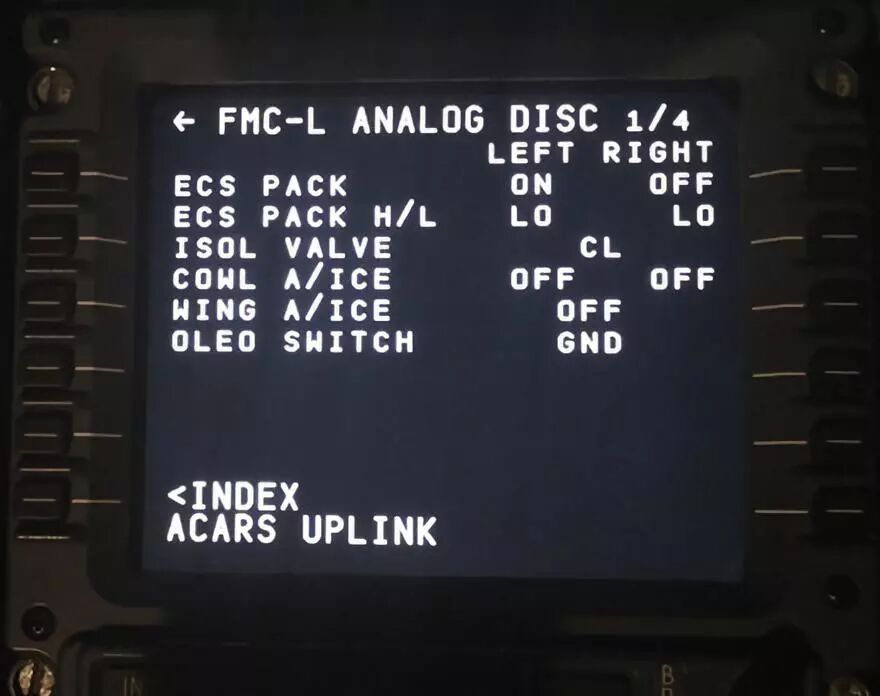 ← FMC-L ANALOG DISC 1/4
LEFT RIGHT
ECS PACK ON OFF
ECS PACK H/L LO LO
ISOL VALVE CL
COWL A/ICE OFF OFF
WING A/ICE OFF
OLEO SWITCH GND
<INDEX
ACARS UPLINK